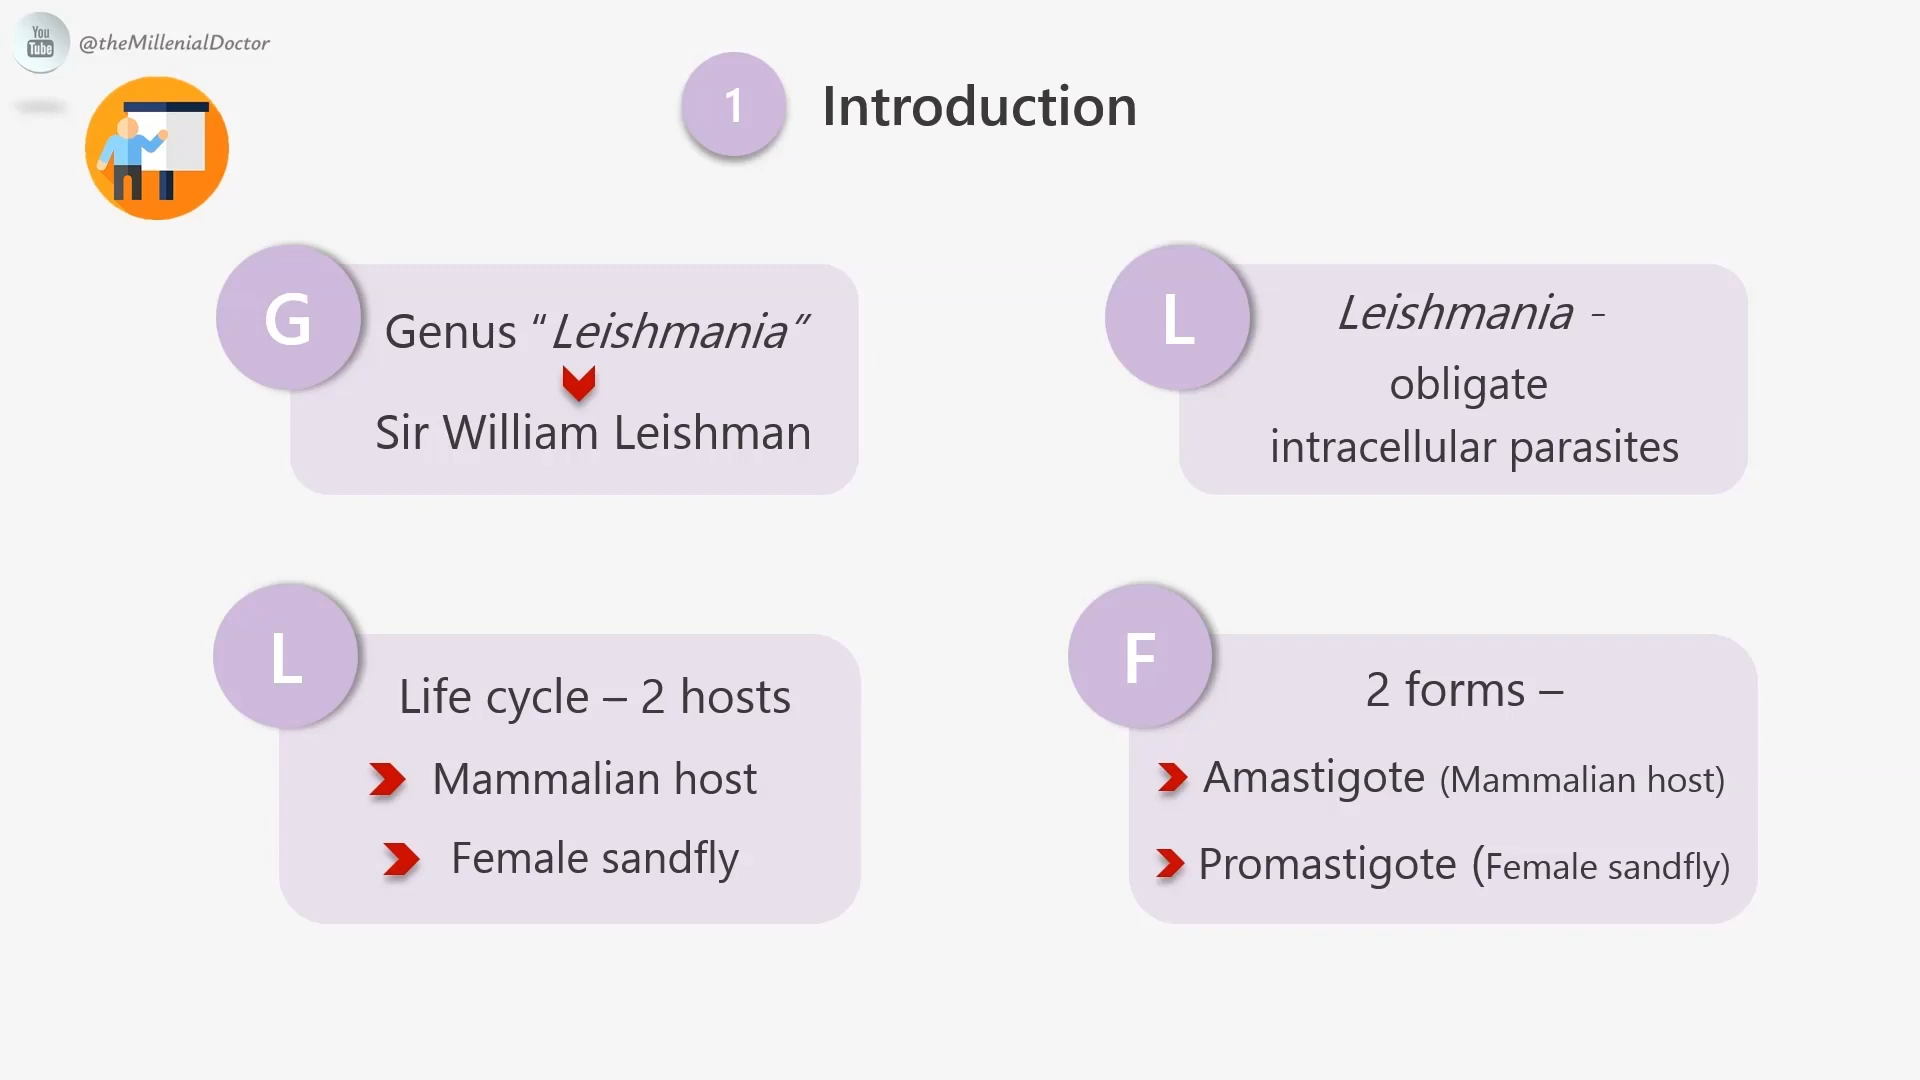 You
Tube
@theMillenialDoctor
1
Introduction
G
Genus “Leishmania”
Sir William Leishman
L
Leishmania -
obligate
intracellular parasites
L
Life cycle – 2 hosts
Mammalian host
Female sandfly
F
2 forms –
Amastigote (Mammalian host)
Promastigote (Female sandfly)